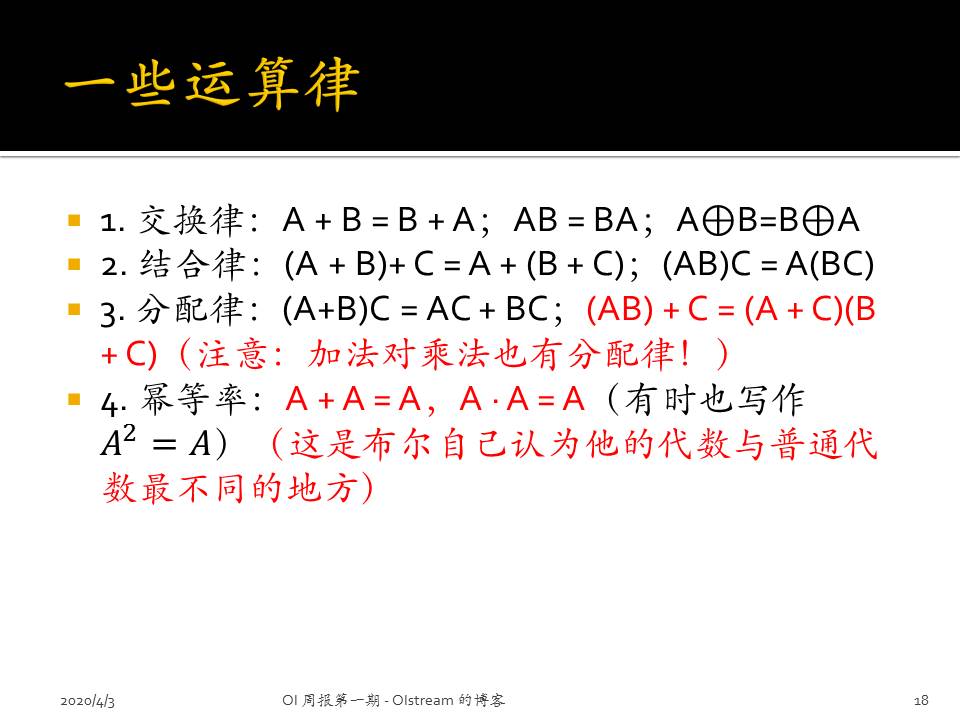 一些运算律
1. 交换律：A + B = B + A；AB = BA；A⊕B=B⊕A
2. 结合律：(A + B)+ C = A + (B + C)；(AB)C = A(BC)
3. 分配律：(A+B)C = AC + BC；(AB) + C = (A + C)(B
+ C)（注意：加法对乘法也有分配律！）
4. 幂等率：A + A = A，A · A = A（有时也写作
𝐴² = 𝐴）（这是布尔自己认为他的代数与普通代
数最不同的地方）
2020/4/3 OI 周报第一期 - OIstream 的博客 18